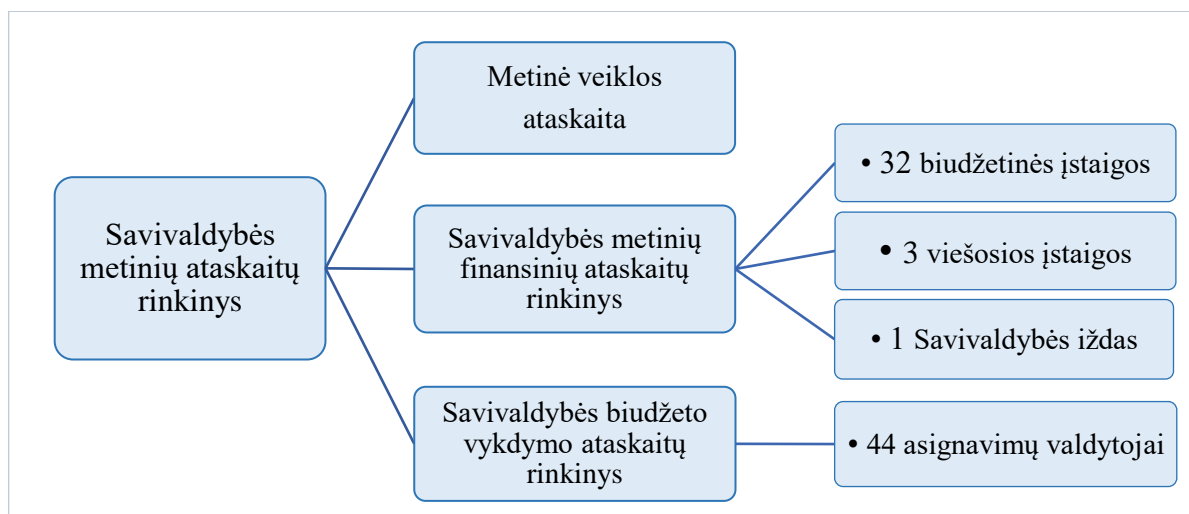 Savivaldybės
metinių ataskaitų
rinkinys
Metinė veiklos
ataskaita
Savivaldybės metinių
finansinių ataskaitų
rinkinys
• 32 biudžetinės įstaigos
• 3 viešosios įstaigos
• 1 Savivaldybės iždas
Savivaldybės biudžeto
vykdymo ataskaitų
rinkinys
• 44 asignavimų valdytojai